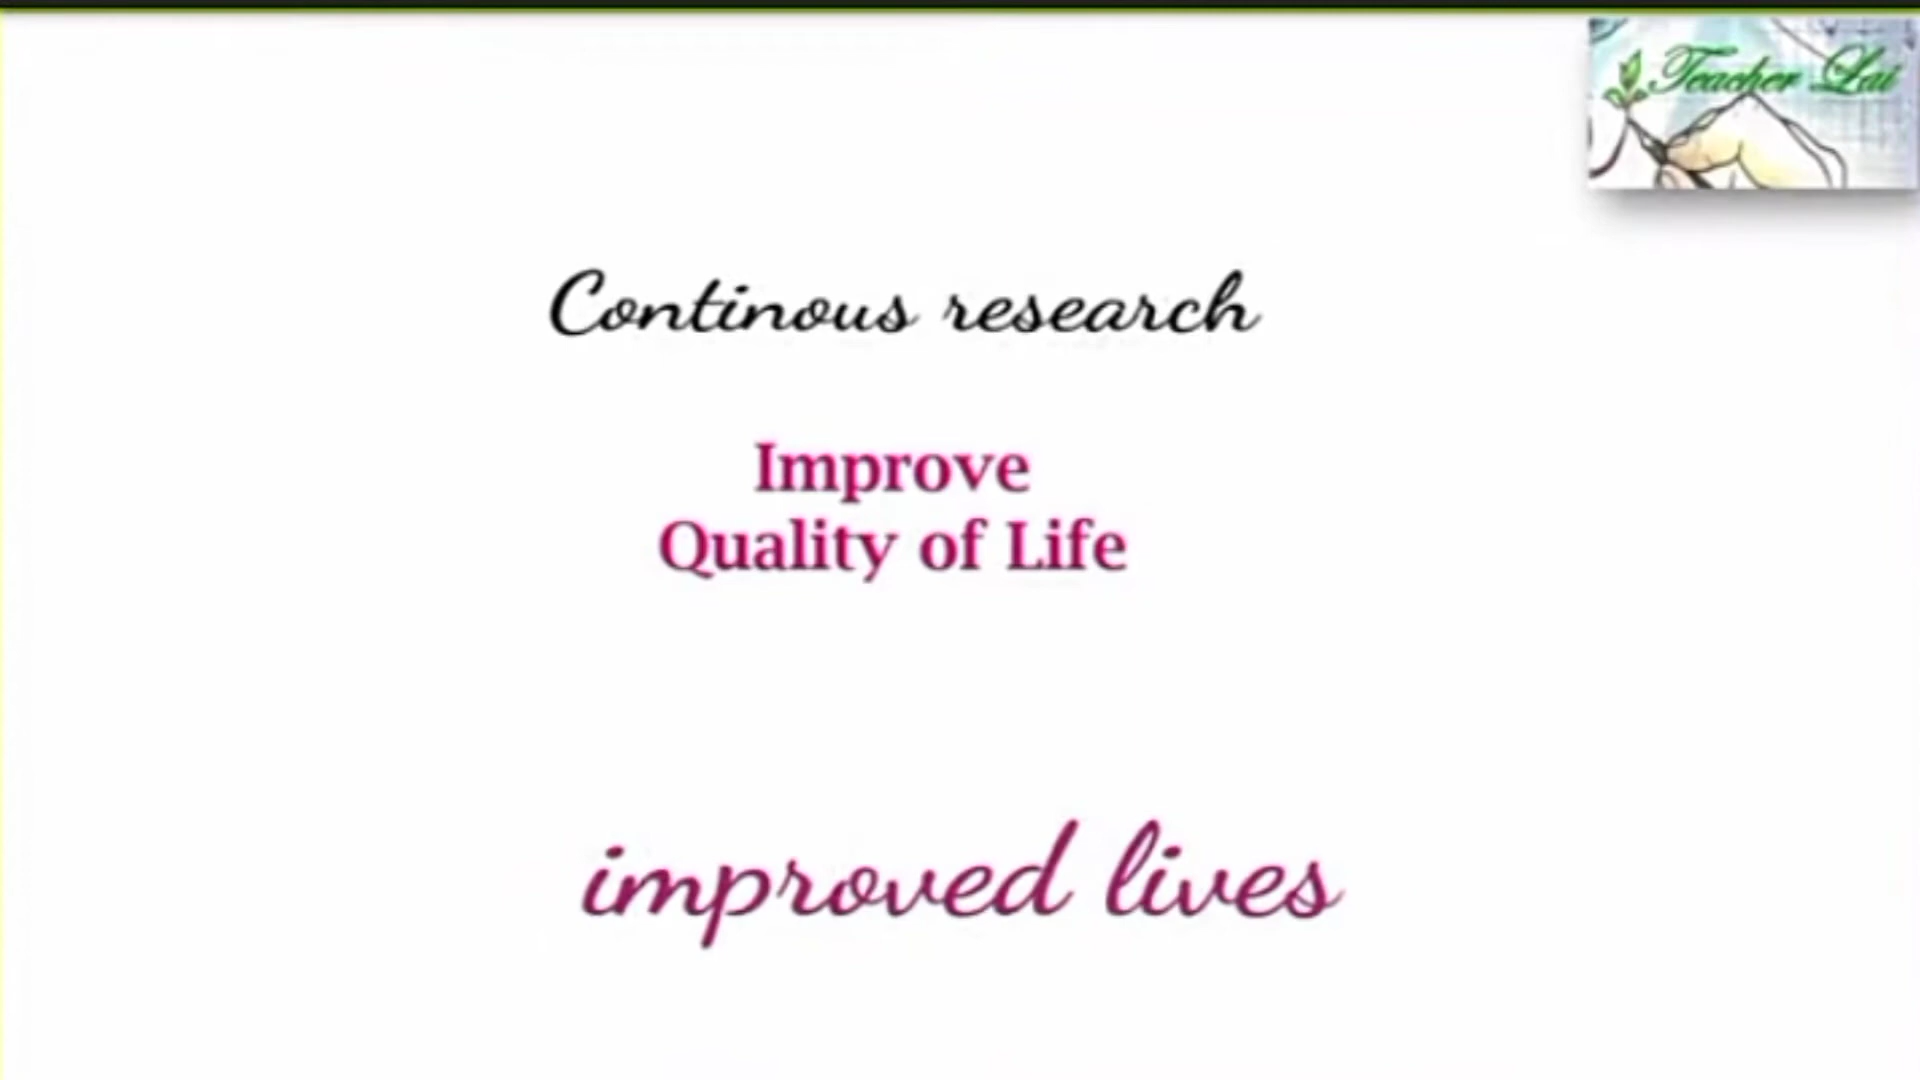 Teacher Lai
Continous research
Improve
Quality of Life
improved lives